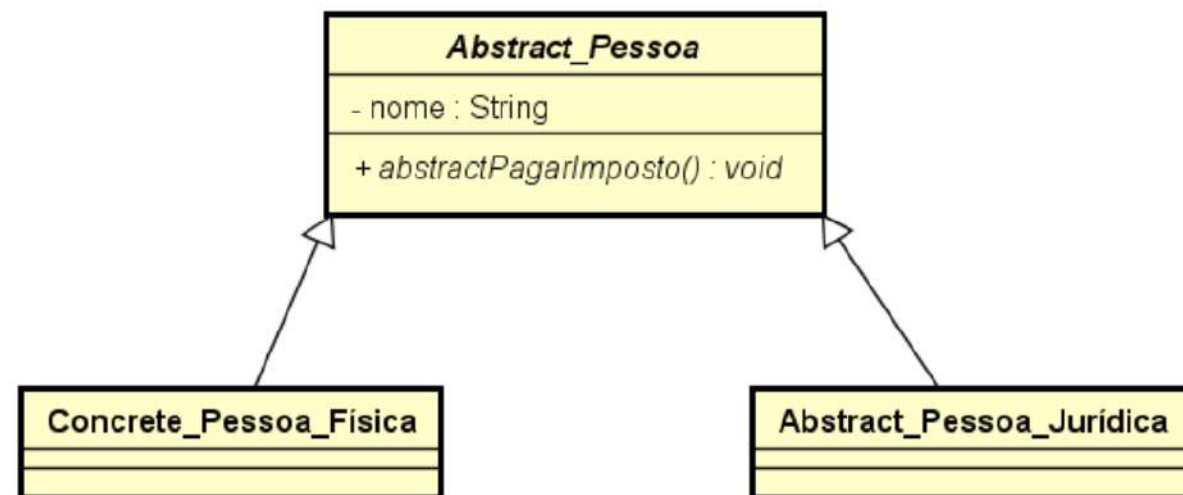 Abstract_Pessoa
- nome : String
+ abstractPagarImposto() : void
Concrete_Pessoa_Física
Abstract_Pessoa_Jurídica